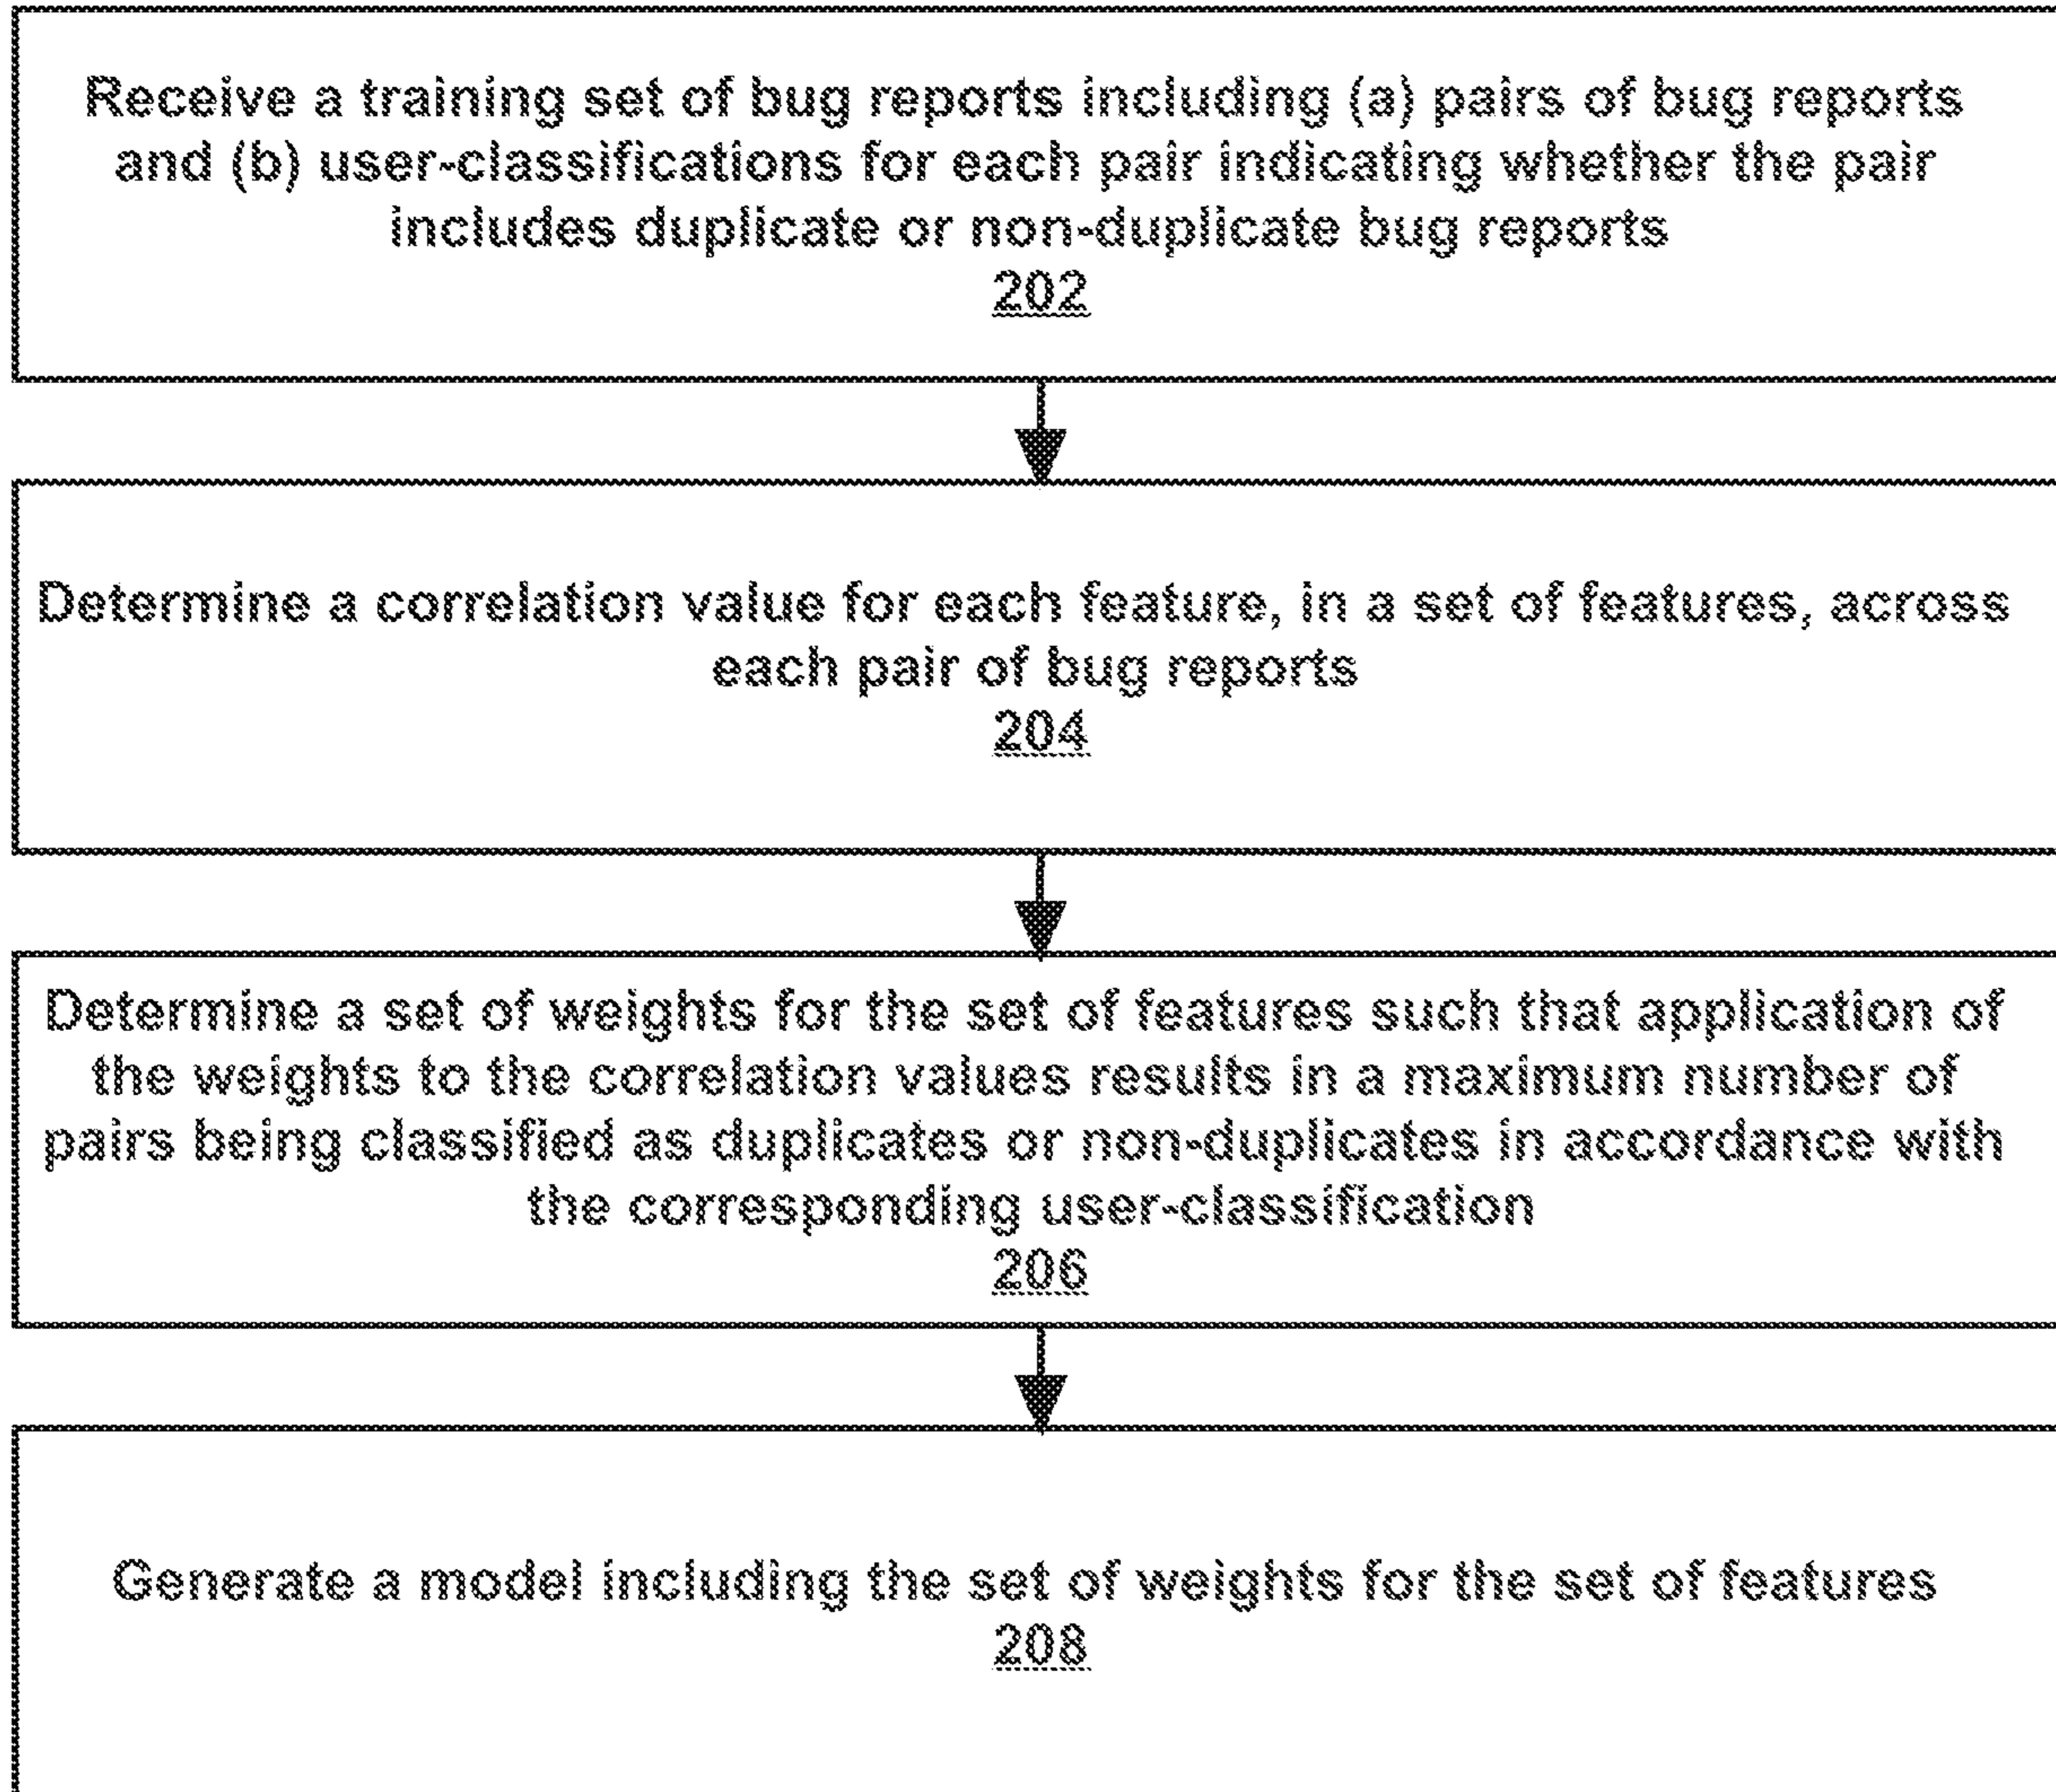 Receive a training set of bug reports including (a) pairs of bug reports
and (b) user-classifications for each pair indicating whether the pair
includes duplicate or non-duplicate bug reports
202
Determine a correlation value for each feature, in a set of features, across
each pair of bug reports
204
Determine a set of weights for the set of features such that application of
the weights to the correlation values results in a maximum number of
pairs being classified as duplicates or non-duplicates in accordance with
the corresponding user-classification
206
Generate a model including the set of weights for the set of features
208